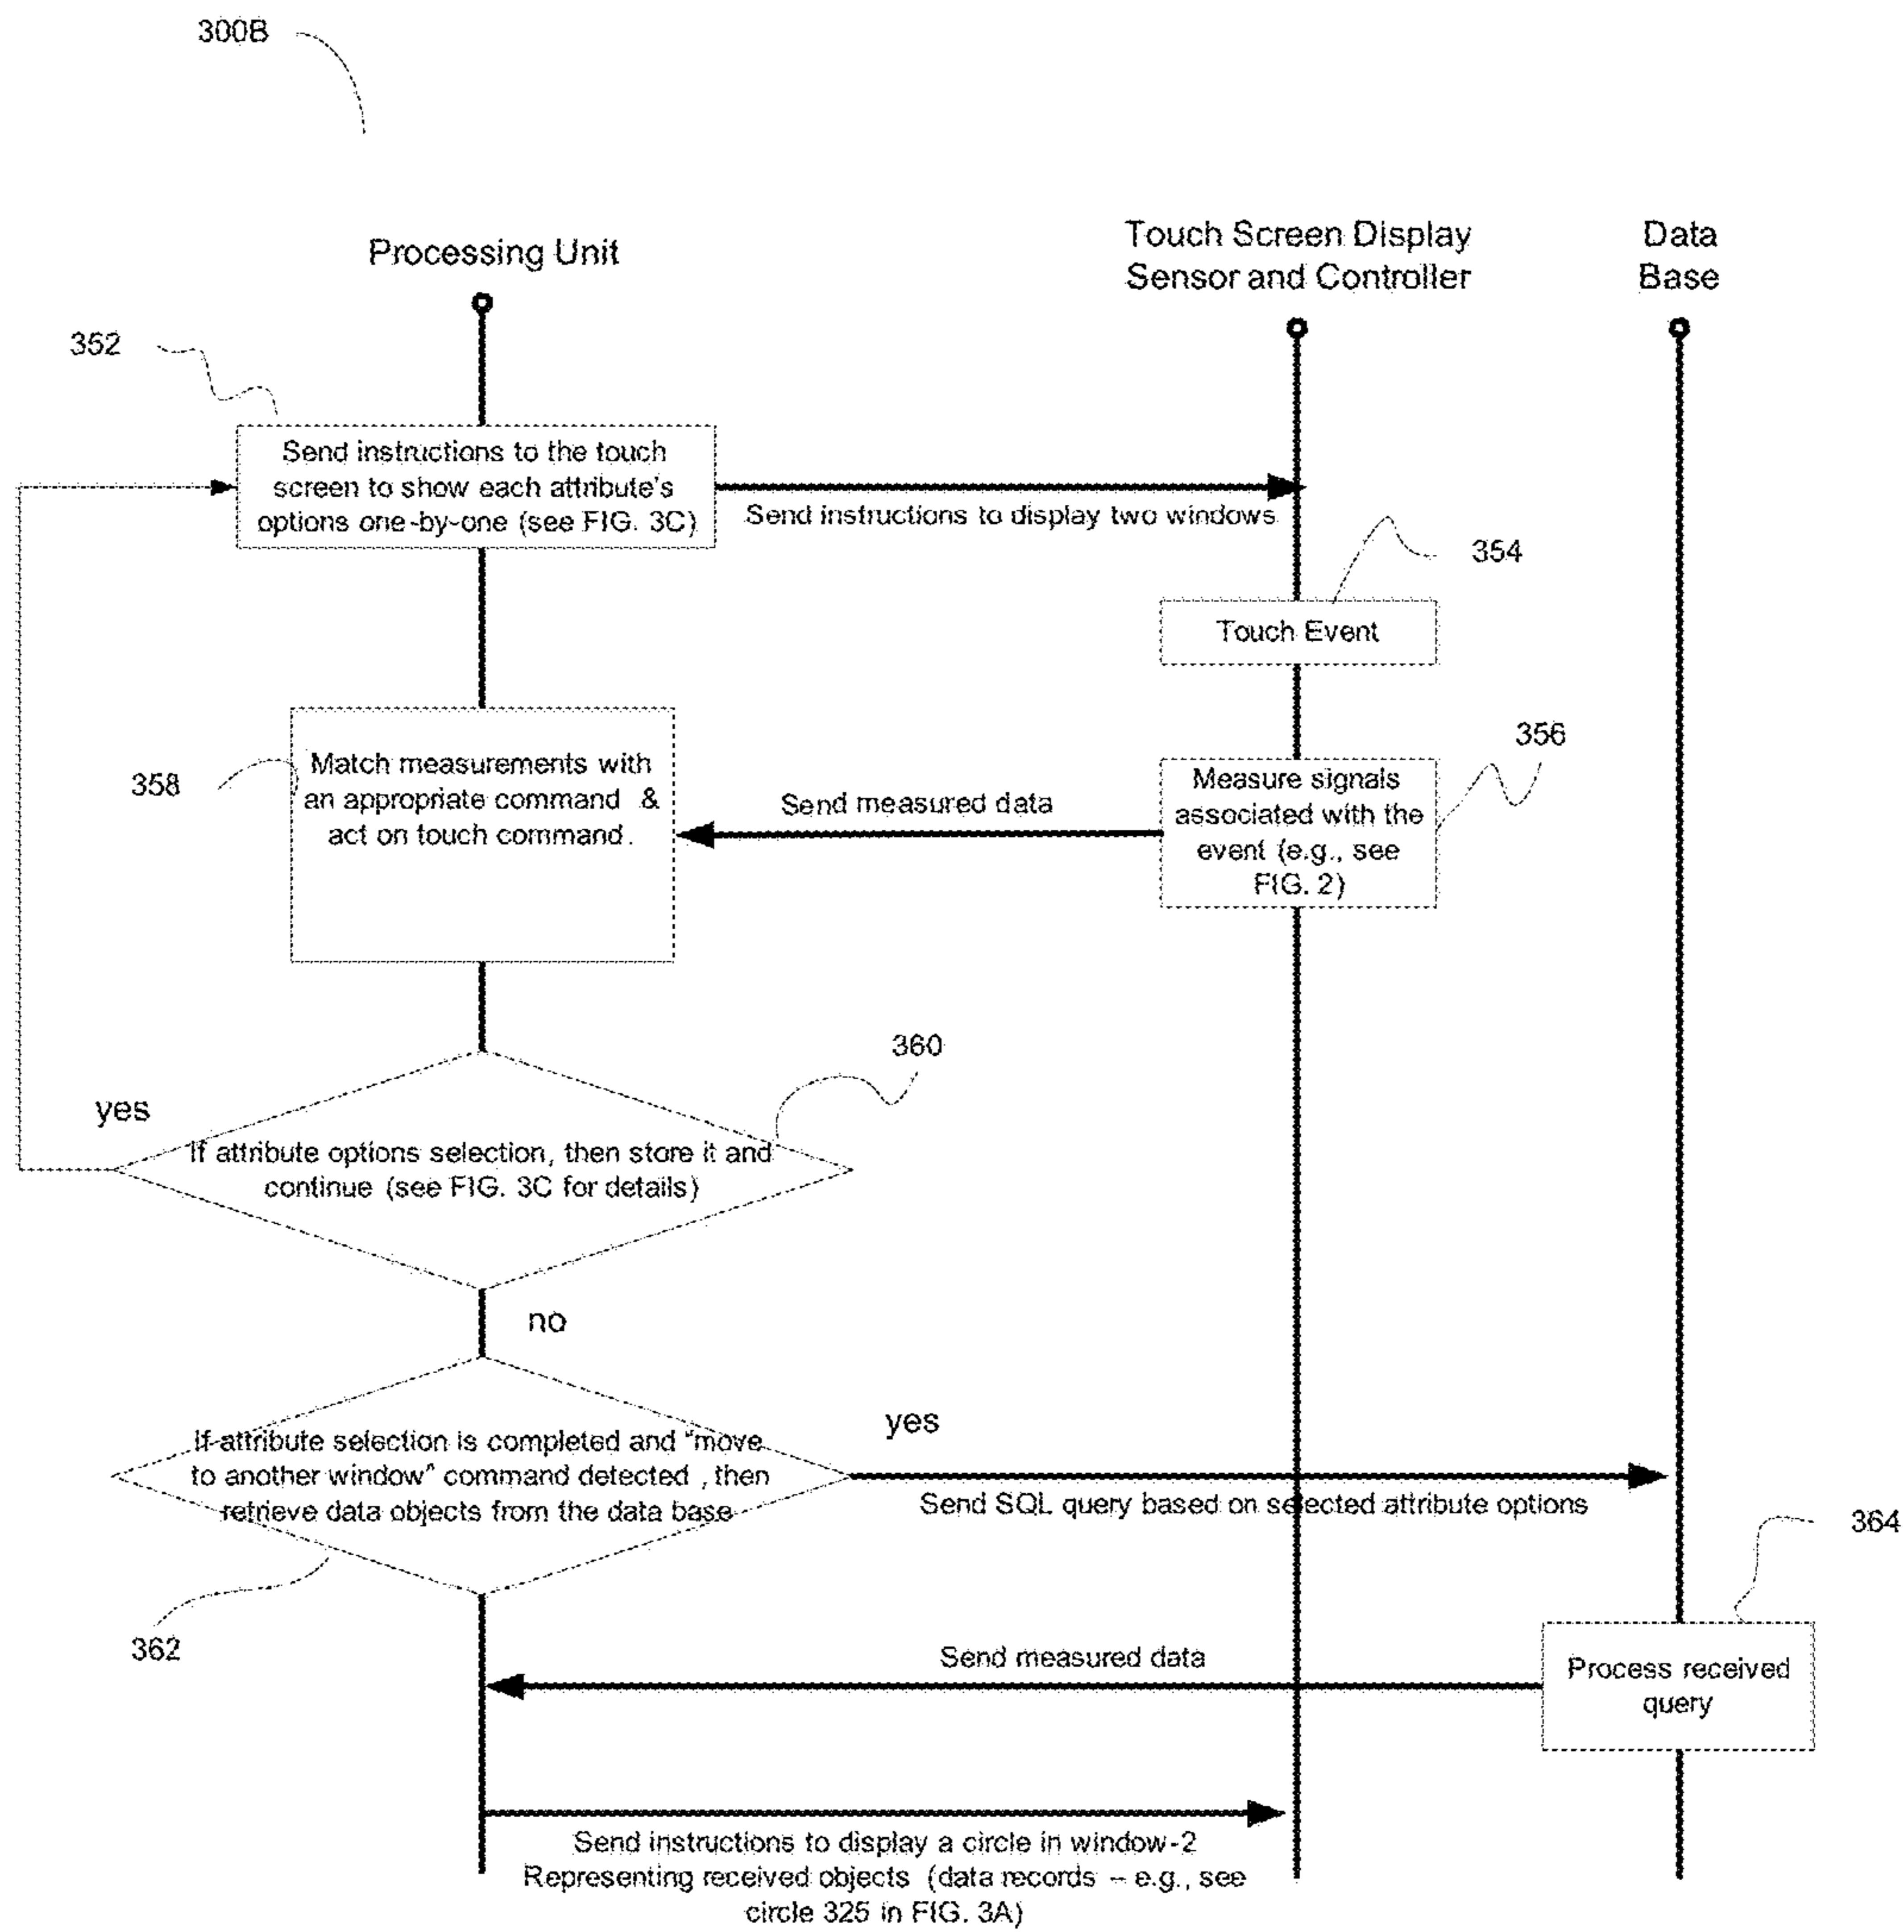 300B
Processing Unit
Touch Screen Display
Sensor and Controller
Data
Base
352
Send instructions to the touch
screen to show each attribute's
options one-by-one (see FIG. 3C)
Send instructions to display two windows
354
Touch Event
356
Measure signals
associated with the
event (e.g., see
FIG. 2)
Send measured data
358
Match measurements with
an appropriate command &
act on touch command.
360
yes
If attribute options selection, then store it and
continue (see FIG. 3C for details)
no
If attribute selection is completed and "move
to another window" command detected , then
retrieve data objects from the data base
yes
Send SQL query based on selected attribute options
362
364
Process received
query
Send measured data
Send instructions to display a circle in window-2
Representing received objects (data records – e.g., see
circle 325 in FIG. 3A)